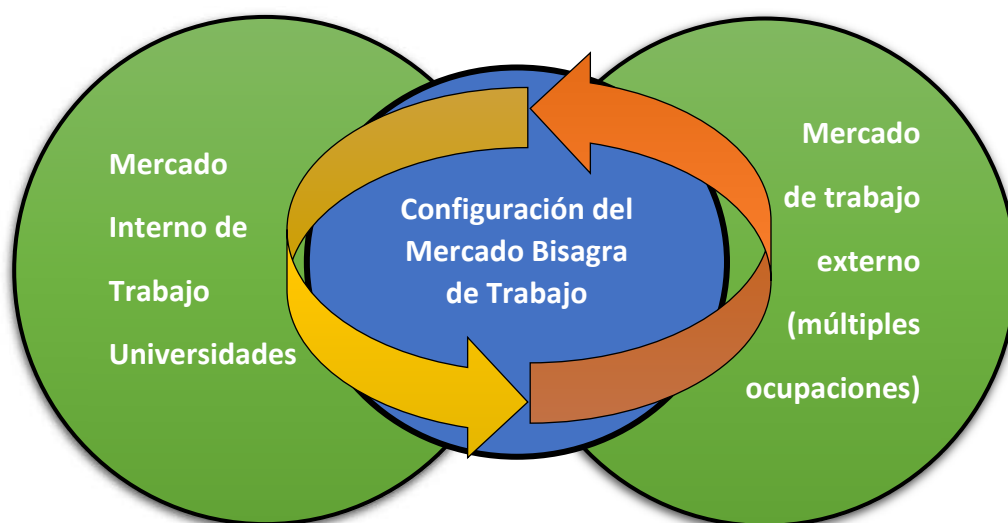 Mercado
Interno de
Trabajo
Universidades
Configuración del
Mercado Bisagra
de Trabajo
Mercado
de trabajo
externo
(múltiples
ocupaciones)